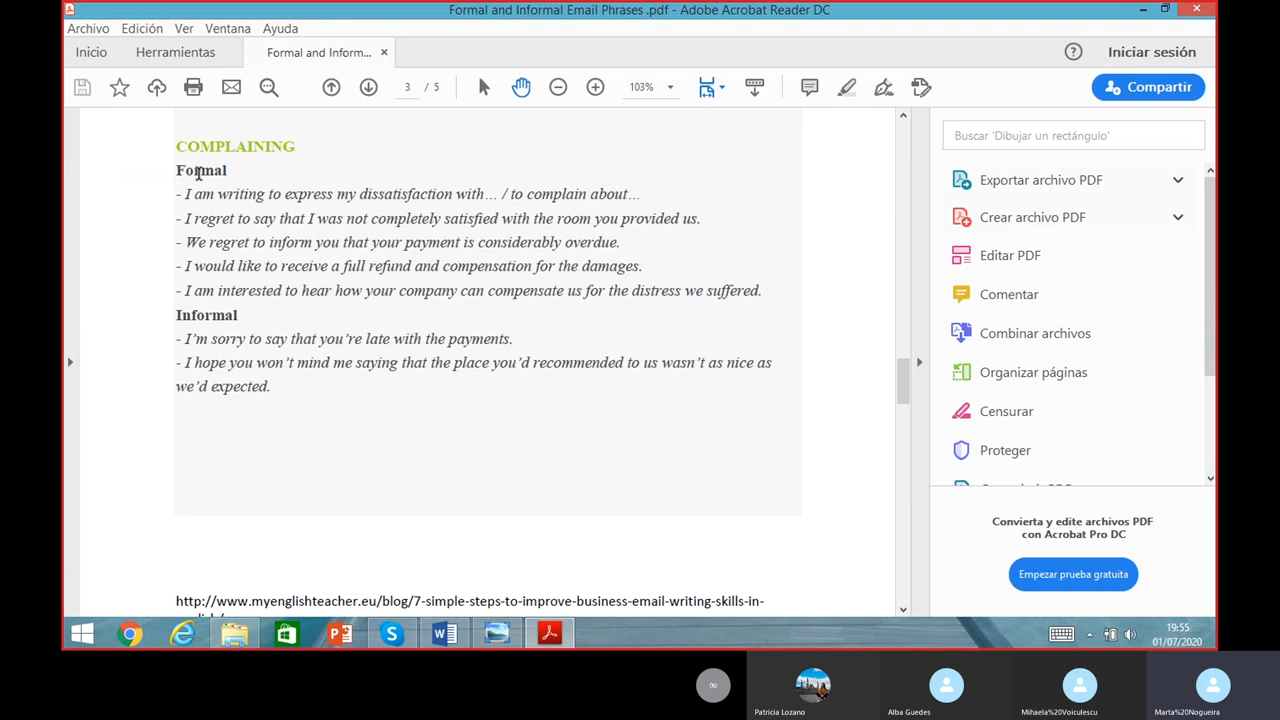 Formal and Informal Email Phrases .pdf - Adobe Acrobat Reader DC
Archivo Edición Ver Ventana Ayuda
Inicio Herramientas Formal and Inform... × Iniciar sesión
3 / 5 103% Compartir
COMPLAINING
Formal
- I am writing to express my dissatisfaction with… / to complain about…
- I regret to say that I was not completely satisfied with the room you provided us.
- We regret to inform you that your payment is considerably overdue.
- I would like to receive a full refund and compensation for the damages.
- I am interested to hear how your company can compensate us for the distress we suffered.
Informal
- I'm sorry to say that you're late with the payments.
- I hope you won't mind me saying that the place you'd recommended to us wasn't as nice as
we'd expected.
http://www.myenglishteacher.eu/blog/7-simple-steps-to-improve-business-email-writing-skills-in-
Buscar 'Dibujar un rectángulo'
Exportar archivo PDF
Crear archivo PDF
Editar PDF
Comentar
Combinar archivos
Organizar páginas
Censurar
Proteger
Convierta y edite archivos PDF
con Acrobat Pro DC
Empezar prueba gratuita
19:55
01/07/2020
Patricia Lozano
Alba Guedes
Mihaela%20Voiculescu
Marta%20Nogueira